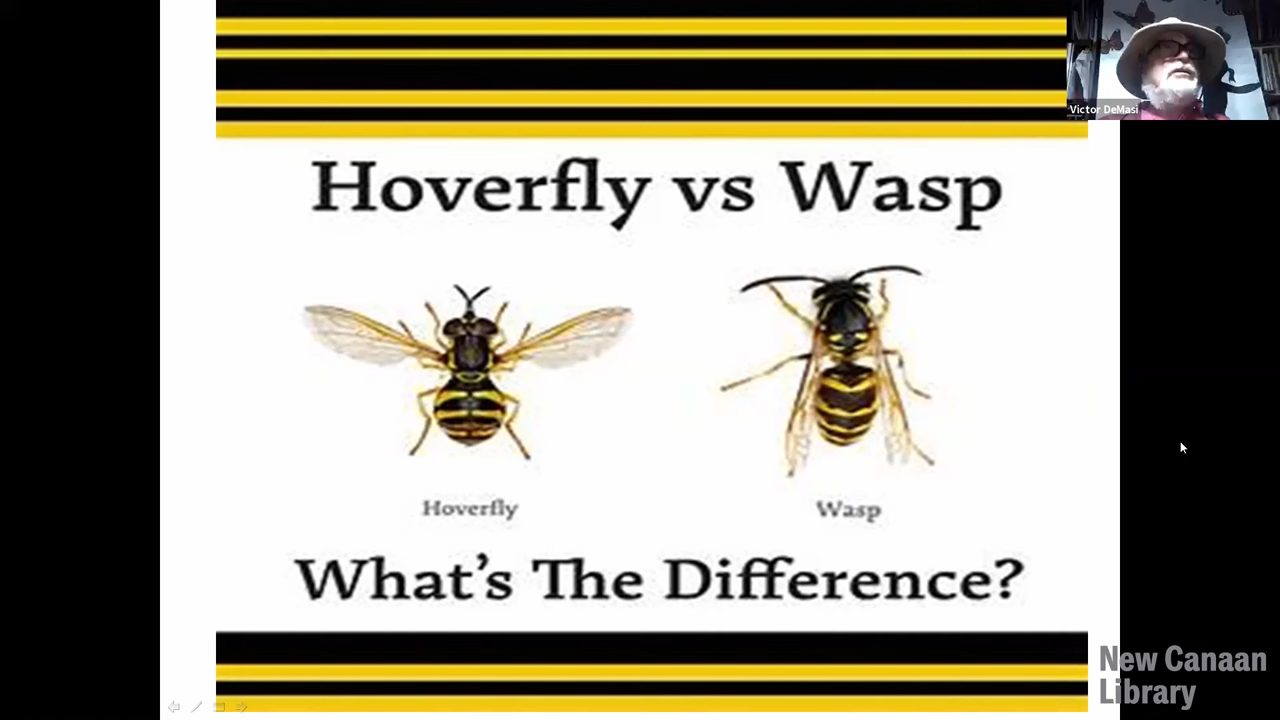 Victor DeMasi
Hoverfly vs Wasp
Hoverfly
Wasp
What's The Difference?
New Canaan
Library